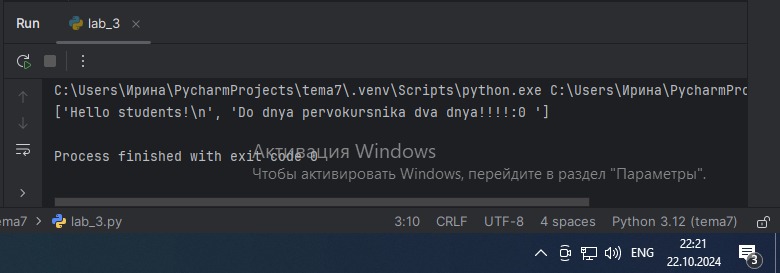 Run lab_3
C:\Users\Ирина\PycharmProjects\tema7\.venv\Scripts\python.exe C:\Users\Ирина\PycharmPro
['Hello students!\n', 'Do dnya pervokursnika dva dnya!!!!:0 ']
Process finished with exit code 0
Активация Windows
Чтобы активировать Windows, перейдите в раздел "Параметры".
ema7 > lab_3.py 3:10 CRLF UTF-8 4 spaces Python 3.12 (tema7)
ENG 22:21
22.10.2024 3